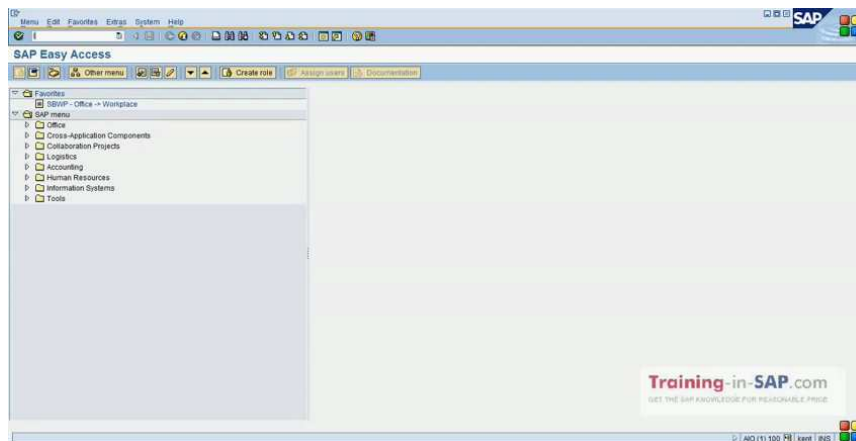 Menu Edit Favorites Extras System Help
SAP
SAP Easy Access
Other menu Create role Assign users Documentation
Favorites
SBWP - Office -> Workplace
SAP menu
Office
Cross-Application Components
Collaboration Projects
Logistics
Accounting
Human Resources
Information Systems
Tools
Training-in-SAP.com
GET THE SAP KNOWLEDGE FOR REASONABLE PRICE
AIO (1) 100 kent INS